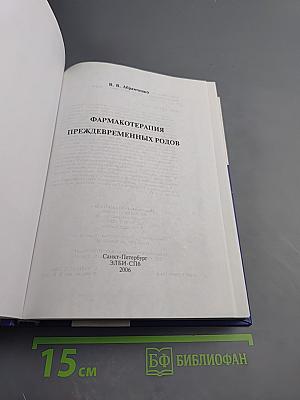 В. В. Абрамченко
ФАРМАКОТЕРАПИЯ
ПРЕЖДЕВРЕМЕННЫХ РОДОВ
Санкт-Петербург
ЭЛБИ-СПб
2006
15 см
БФ БИБЛИОФАН